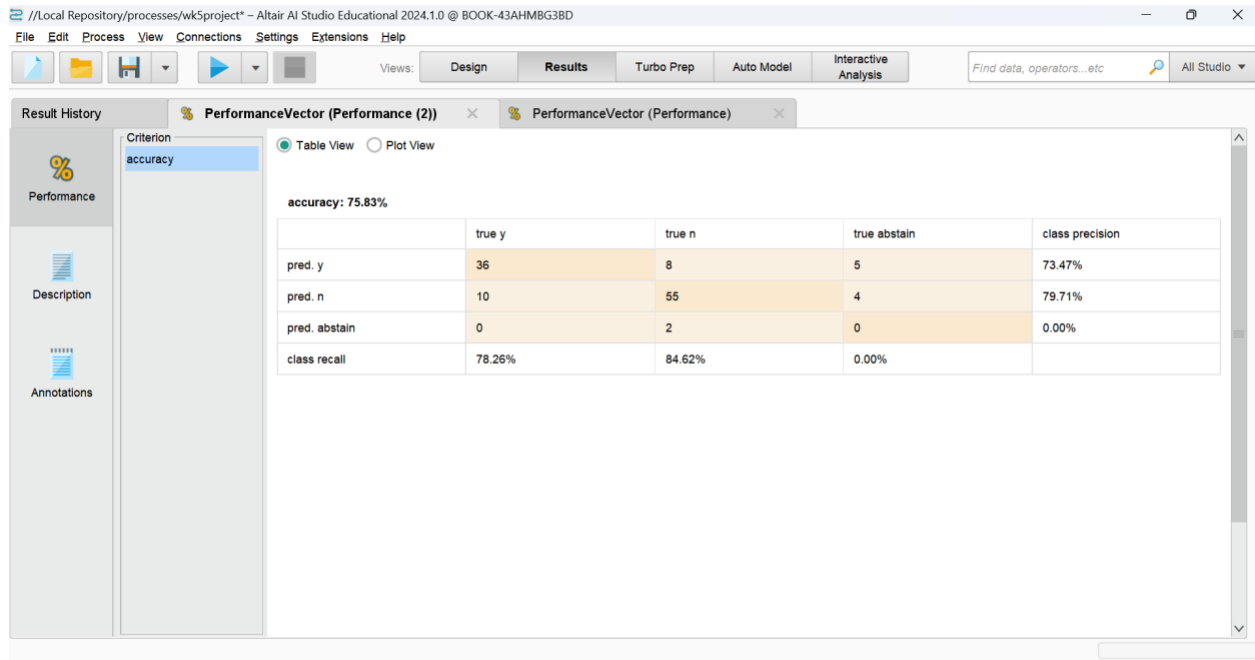 //Local Repository/processes/wk5project* – Altair AI Studio Educational 2024.1.0 @ BOOK-43AHMBG3BD
File Edit Process View Connections Settings Extensions Help
Views: Design Results Turbo Prep Auto Model Interactive Analysis Find data, operators...etc All Studio
Result History PerformanceVector (Performance (2)) PerformanceVector (Performance)
Criterion
accuracy
Table View Plot View
Performance
Description
Annotations
accuracy: 75.83%
true y true n true abstain class precision
pred. y 36 8 5 73.47%
pred. n 10 55 4 79.71%
pred. abstain 0 2 0 0.00%
class recall 78.26% 84.62% 0.00%